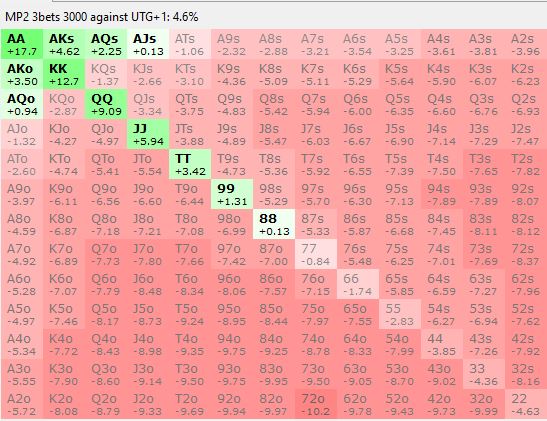 MP2 3bets 3000 against UTG+1: 4.6%
AA AKs AQs AJs ATs A9s A8s A7s A6s A5s A4s A3s A2s
+17.7 +4.62 +2.25 +0.13 -1.06 -2.32 -2.88 -3.21 -3.54 -3.25 -3.61 -3.81 -3.96
AKo KK KQs KJs KTs K9s K8s K7s K6s K5s K4s K3s K2s
+3.50 +12.7 -1.37 -2.66 -3.10 -4.36 -5.09 -5.11 -5.29 -5.64 -5.90 -6.07 -6.23
AQo KQo QQ QJs QTs Q9s Q8s Q7s Q6s Q5s Q4s Q3s Q2s
+0.94 -2.87 +9.09 -3.34 -3.75 -4.83 -5.42 -5.94 -6.00 -6.35 -6.60 -6.76 -6.93
AJo KJo QJo JJ JTs J9s J8s J7s J6s J5s J4s J3s J2s
-1.32 -4.27 -4.97 +5.94 -3.88 -4.89 -5.47 -6.03 -6.67 -6.90 -7.14 -7.29 -7.47
ATo KTo QTo JTo TT T9s T8s T7s T6s T5s T4s T3s T2s
-2.60 -4.74 -5.41 -5.54 +3.42 -4.73 -5.36 -5.92 -6.55 -7.39 -7.50 -7.65 -7.82
A9o K9o Q9o J9o T9o 99 98s 97s 96s 95s 94s 93s 92s
-3.97 -6.11 -6.56 -6.60 -6.44 +1.31 -5.29 -5.70 -6.30 -7.13 -7.89 -7.89 -8.07
A8o K8o Q8o J8o T8o 98o 88 87s 86s 85s 84s 83s 82s
-4.59 -6.87 -7.18 -7.21 -7.08 -6.99 +0.13 -5.33 -5.87 -6.68 -7.45 -8.11 -8.12
A7o K7o Q7o J7o T7o 97o 87o 77 76s 75s 74s 73s 72s
-4.92 -6.89 -7.73 -7.80 -7.66 -7.42 -7.00 -0.84 -5.48 -6.25 -7.01 -7.69 -8.37
A6o K6o Q6o J6o T6o 96o 86o 76o 66 65s 64s 63s 62s
-5.28 -7.07 -7.79 -8.48 -8.34 -8.06 -7.57 -7.15 -1.74 -5.85 -6.59 -7.27 -7.96
A5o K5o Q5o J5o T5o 95o 85o 75o 65o 55 54s 53s 52s
-4.97 -7.46 -8.17 -8.73 -9.24 -8.95 -8.44 -7.97 -7.55 -2.83 -6.27 -6.94 -7.62
A4o K4o Q4o J4o T4o 94o 84o 74o 64o 54o 44 43s 42s
-5.34 -7.72 -8.43 -8.98 -9.35 -9.75 -9.25 -8.78 -8.33 -7.99 -3.85 -7.26 -7.92
A3o K3o Q3o J3o T3o 93o 83o 73o 63o 53o 43o 33 32s
-5.55 -7.90 -8.60 -9.14 -9.50 -9.75 -9.95 -9.50 -9.05 -8.70 -9.02 -4.36 -8.16
A2o K2o Q2o J2o T2o 92o 82o 72o 62o 52o 42o 32o 22
-5.72 -8.08 -8.79 -9.33 -9.69 -9.94 -9.97 -10.2 -9.78 -9.43 -9.73 -9.99 -4.63